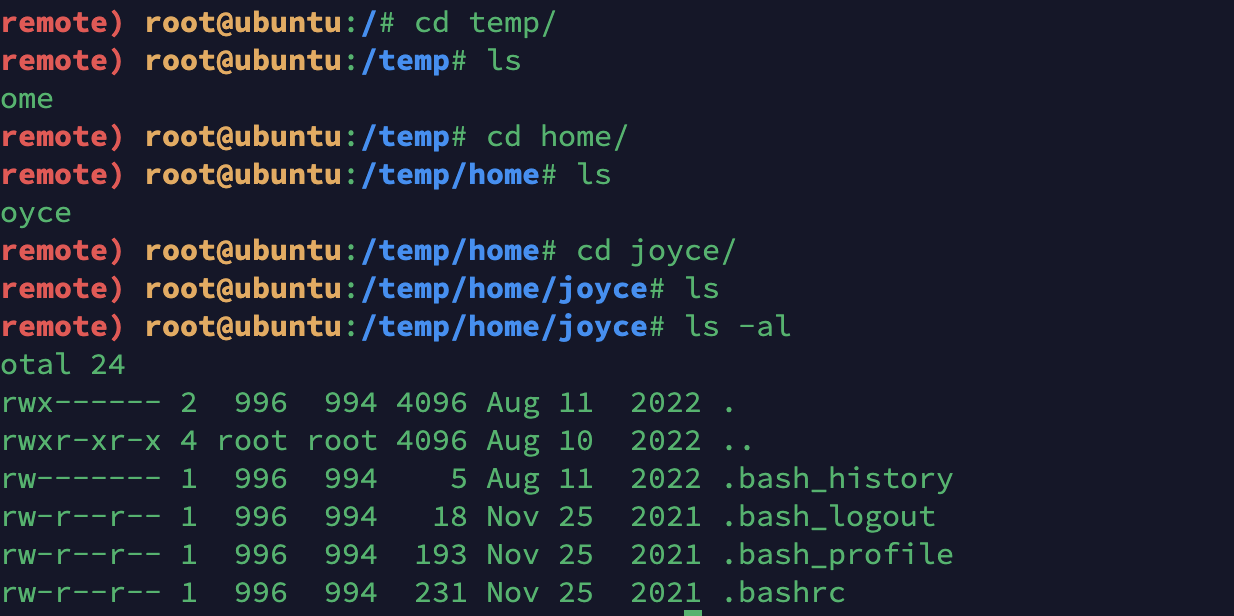 remote) root@ubuntu:/# cd temp/
remote) root@ubuntu:/temp# ls
ome
remote) root@ubuntu:/temp# cd home/
remote) root@ubuntu:/temp/home# ls
oyce
remote) root@ubuntu:/temp/home# cd joyce/
remote) root@ubuntu:/temp/home/joyce# ls
remote) root@ubuntu:/temp/home/joyce# ls -al
otal 24
rwx------ 2  996  994 4096 Aug 11  2022 .
rwxr-xr-x 4 root root 4096 Aug 10  2022 ..
rw------- 1  996  994    5 Aug 11  2022 .bash_history
rw-r--r-- 1  996  994   18 Nov 25  2021 .bash_logout
rw-r--r-- 1  996  994  193 Nov 25  2021 .bash_profile
rw-r--r-- 1  996  994  231 Nov 25  2021 .bashrc